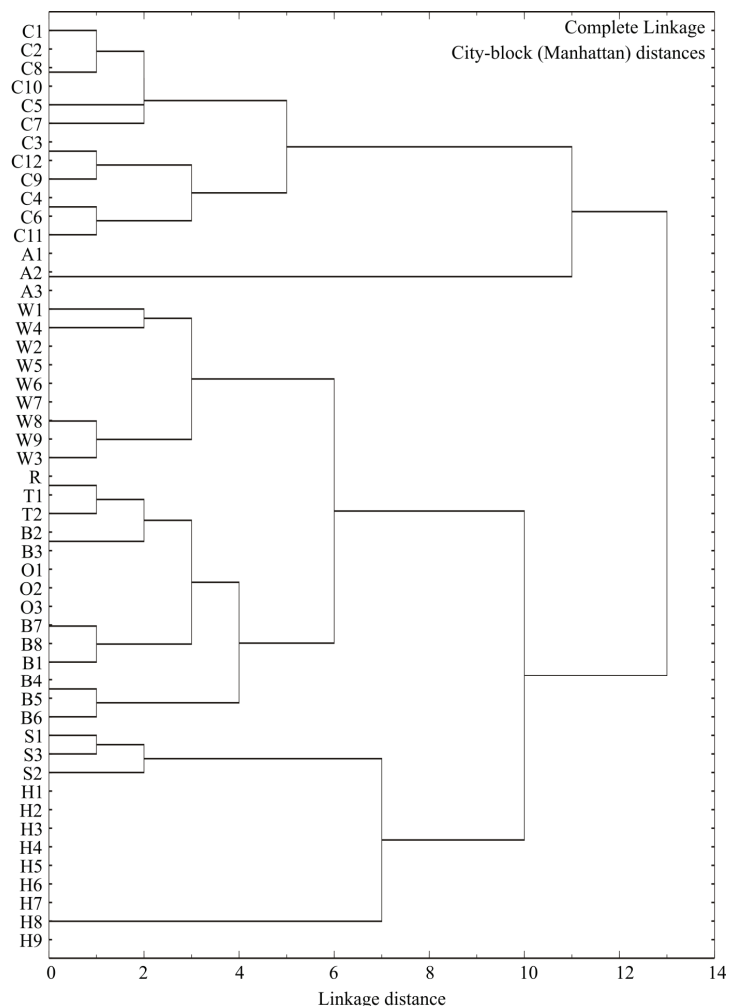 Complete Linkage
City-block (Manhattan) distances
C1
C2
C8
C10
C5
C7
C3
C12
C9
C4
C6
C11
A1
A2
A3
W1
W4
W2
W5
W6
W7
W8
W9
W3
R
T1
T2
B2
B3
O1
O2
O3
B7
B8
B1
B4
B5
B6
S1
S3
S2
H1
H2
H3
H4
H5
H6
H7
H8
H9
0 2 4 6 8 10 12 14
Linkage distance